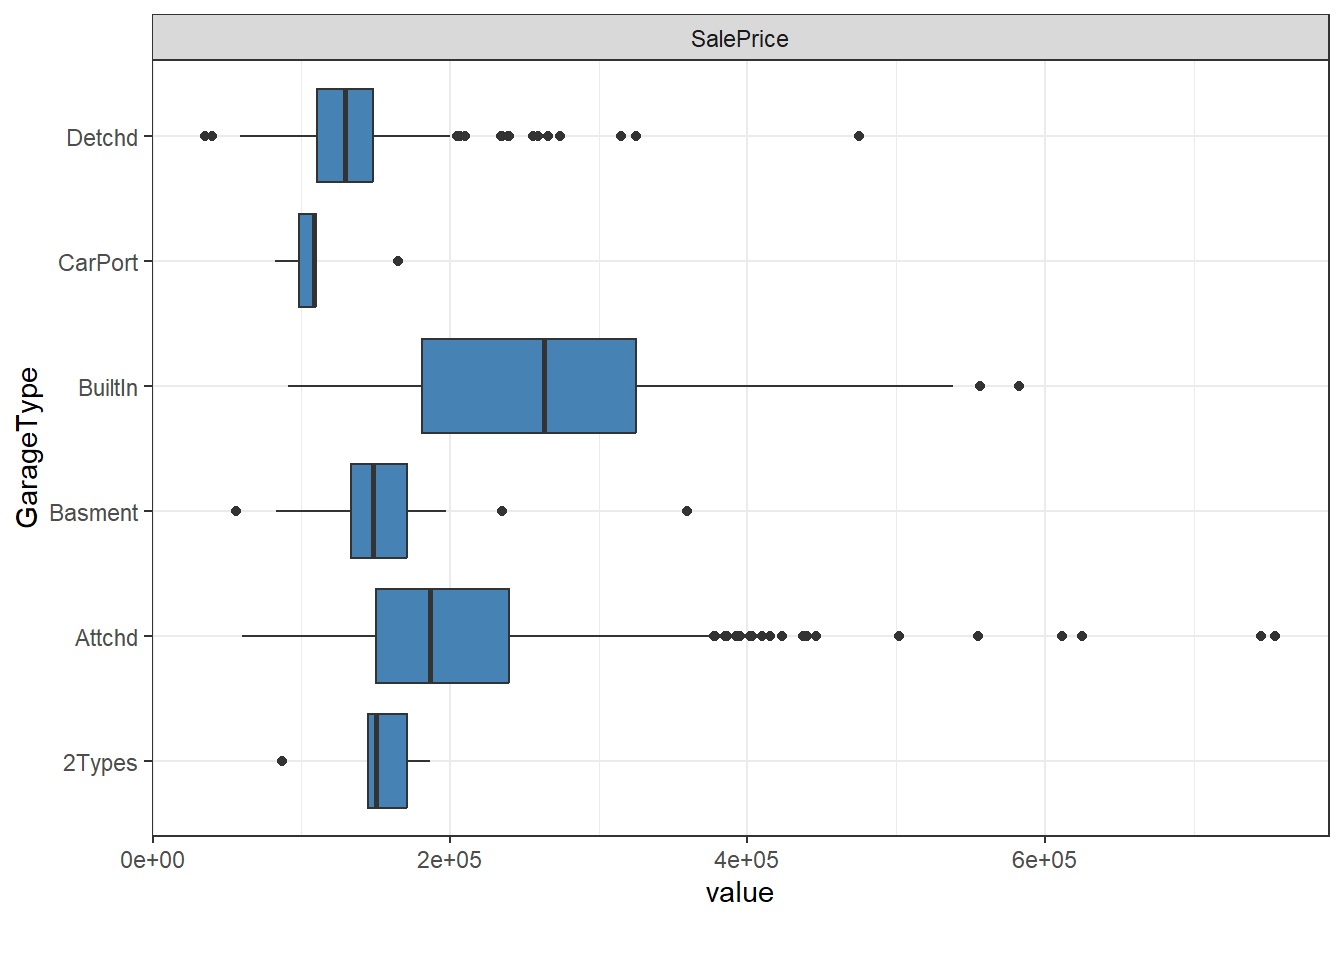 SalePrice
Detchd
CarPort
BuiltIn
Basment
Attchd
2Types
GarageType
0e+00 2e+05 4e+05 6e+05
value